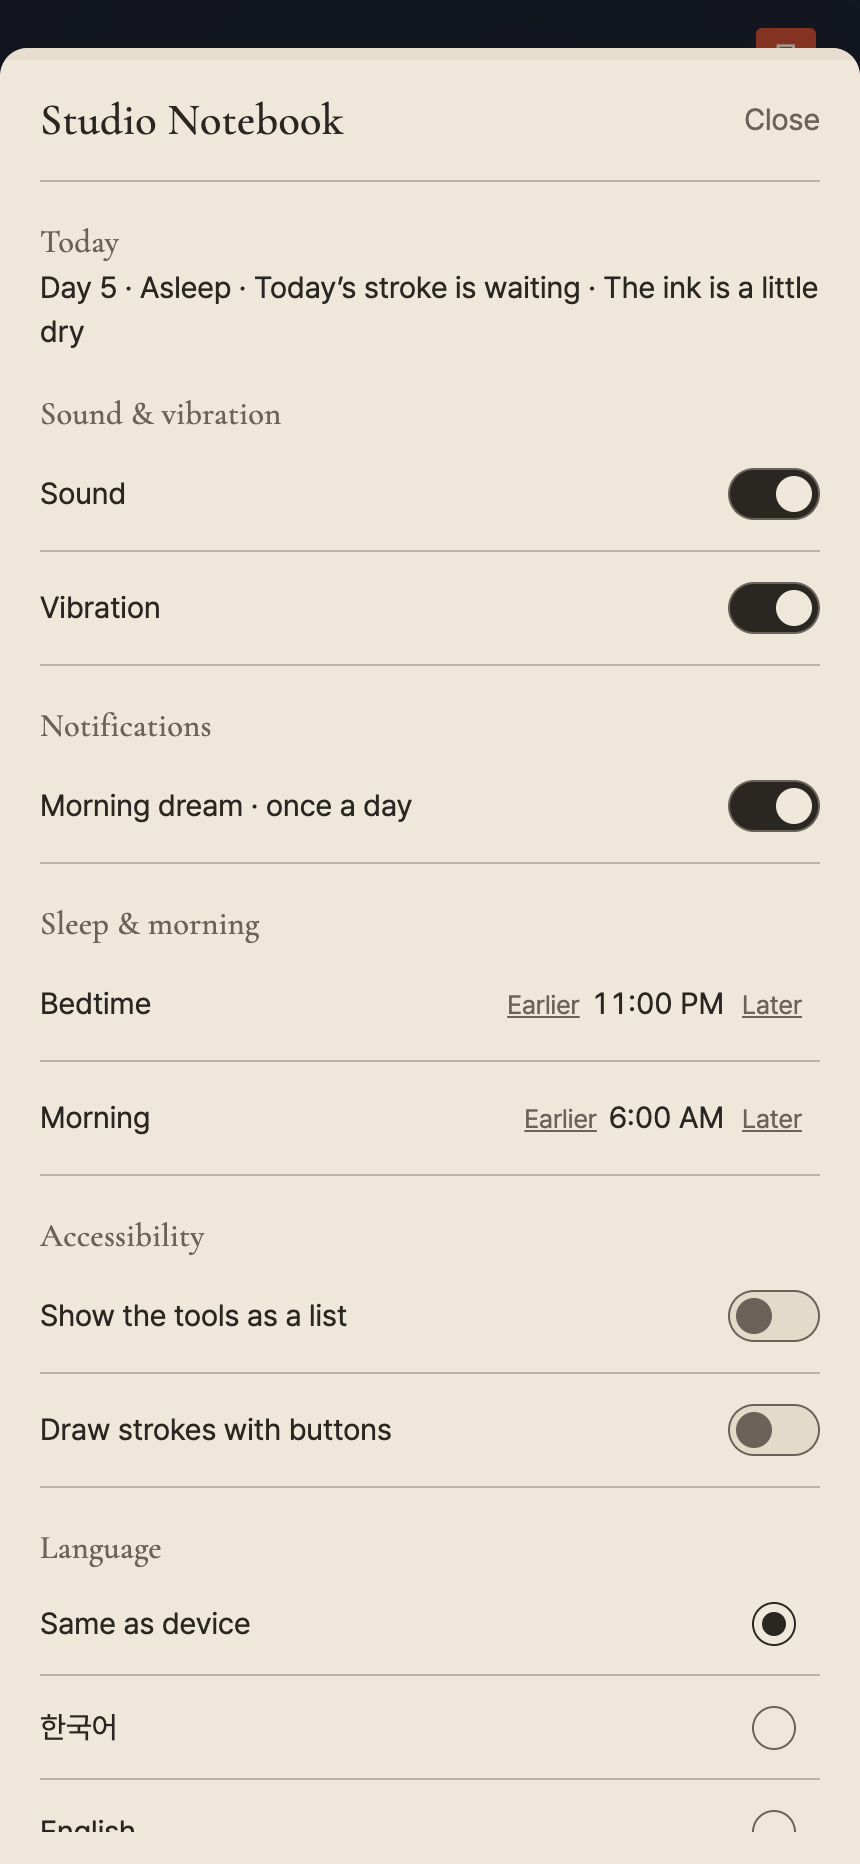 Studio Notebook
Close
Today
Day 5 · Asleep · Today’s stroke is waiting · The ink is a little
dry
Sound & vibration
Sound
Vibration
Notifications
Morning dream · once a day
Sleep & morning
Bedtime
Earlier 11:00 PM Later
Morning
Earlier 6:00 AM Later
Accessibility
Show the tools as a list
Draw strokes with buttons
Language
Same as device
한국어
English